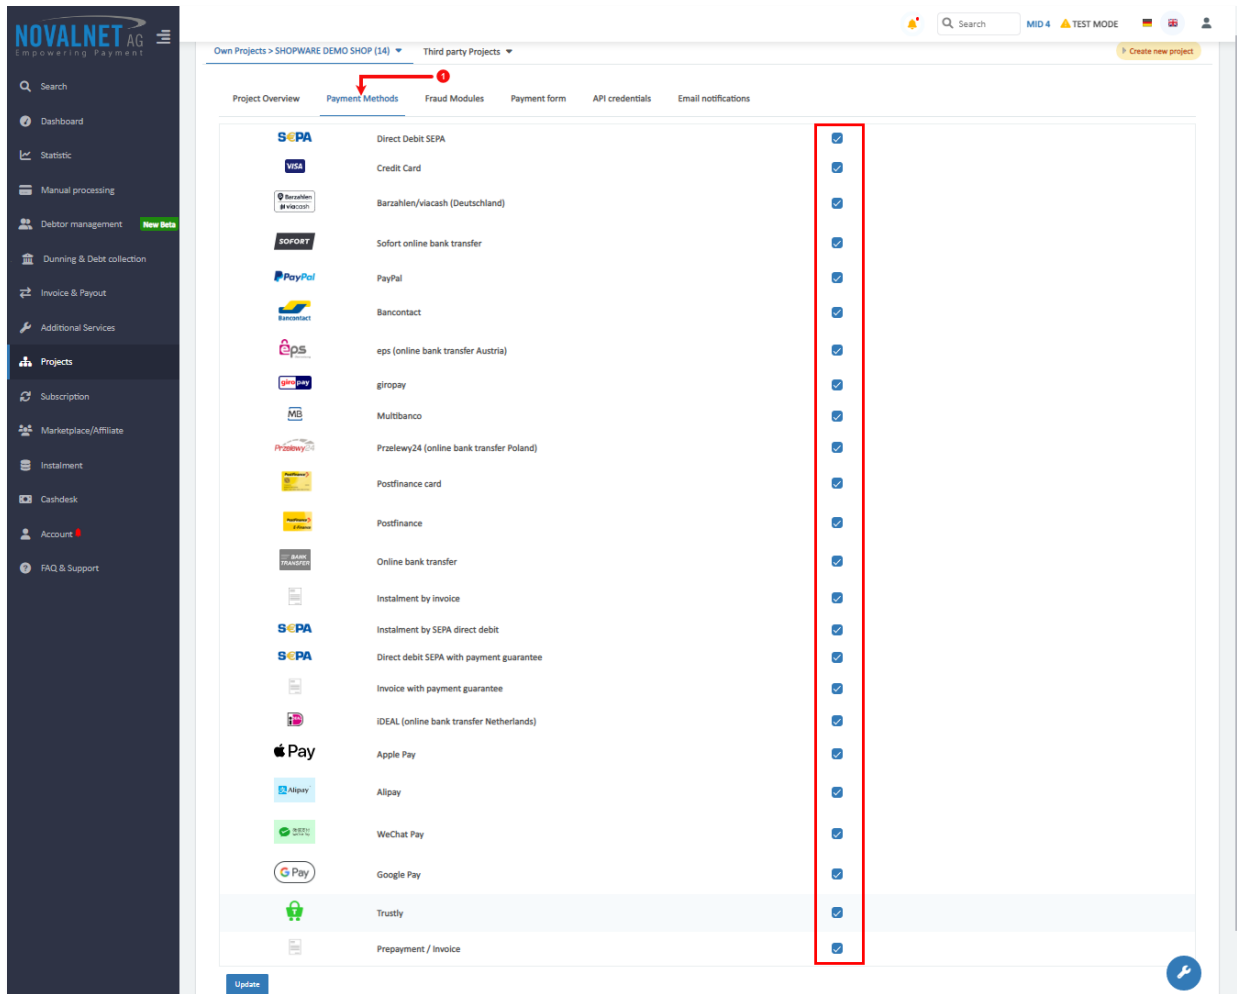 NOVALNET AG
Empowering Payment
Search
MID 4
TEST MODE
Own Projects > SHOPWARE DEMO SHOP (14)
Third party Projects
Create new project
1
Project Overview
Payment Methods
Fraud Modules
Payment form
API credentials
Email notifications
Search
Dashboard
Statistic
Manual processing
Debtor management
New Beta
Dunning & Debt collection
Invoice & Payout
Additional Services
Projects
Subscription
Marketplace/Affiliate
Instalment
Cashdesk
Account
FAQ & Support
SEPA Direct Debit SEPA
VISA Credit Card
Barzahlen
viacash
Barzahlen/viacash (Deutschland)
SOFORT Sofort online bank transfer
PayPal PayPal
Bancontact Bancontact
eps eps (online bank transfer Austria)
giropay giropay
MB Multibanco
Przelewy24 Przelewy24 (online bank transfer Poland)
PostFinance Postfinance card
PostFinance
E-finance
Postfinance
BANK
TRANSFER
Online bank transfer
Instalment by invoice
SEPA Instalment by SEPA direct debit
SEPA Direct debit SEPA with payment guarantee
Invoice with payment guarantee
iDEAL (online bank transfer Netherlands)
Pay Apple Pay
Alipay Alipay
WeChat Pay
G Pay Google Pay
Trustly
Prepayment / Invoice
Update